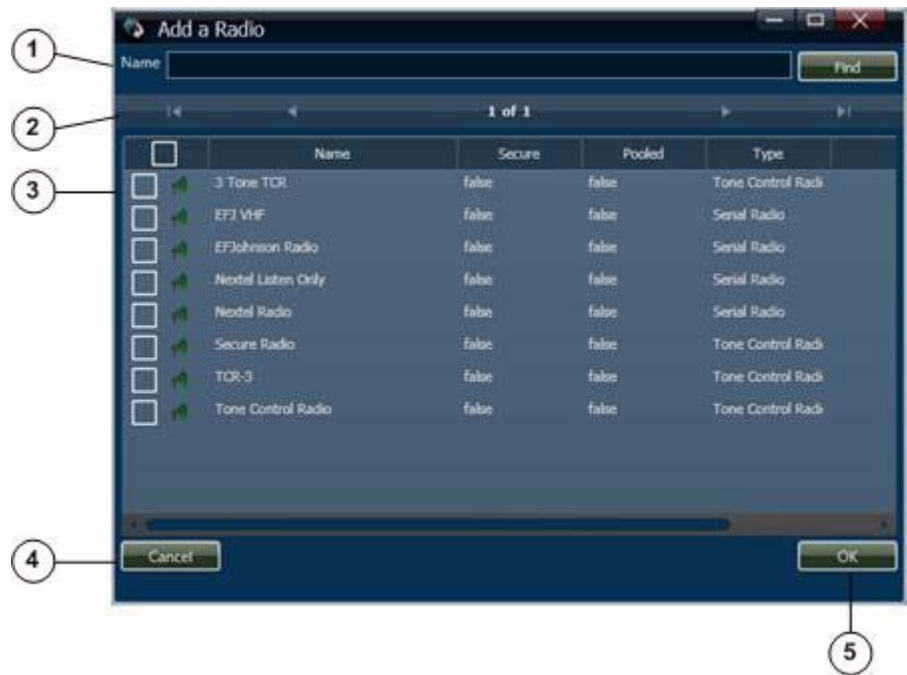 Add a Radio
1
Name
Find
2
1 of 1
Name Secure Pooled Type
3
3 Tone TCR false false Tone Control Radi
EFJ VHF false false Serial Radio
EFJohnson Radio false false Serial Radio
Nextel Listen Only false false Serial Radio
Nextel Radio false false Serial Radio
Secure Radio false false Tone Control Radi
TCR-3 false false Tone Control Radi
Tone Control Radio false false Tone Control Radi
4
Cancel
OK
5